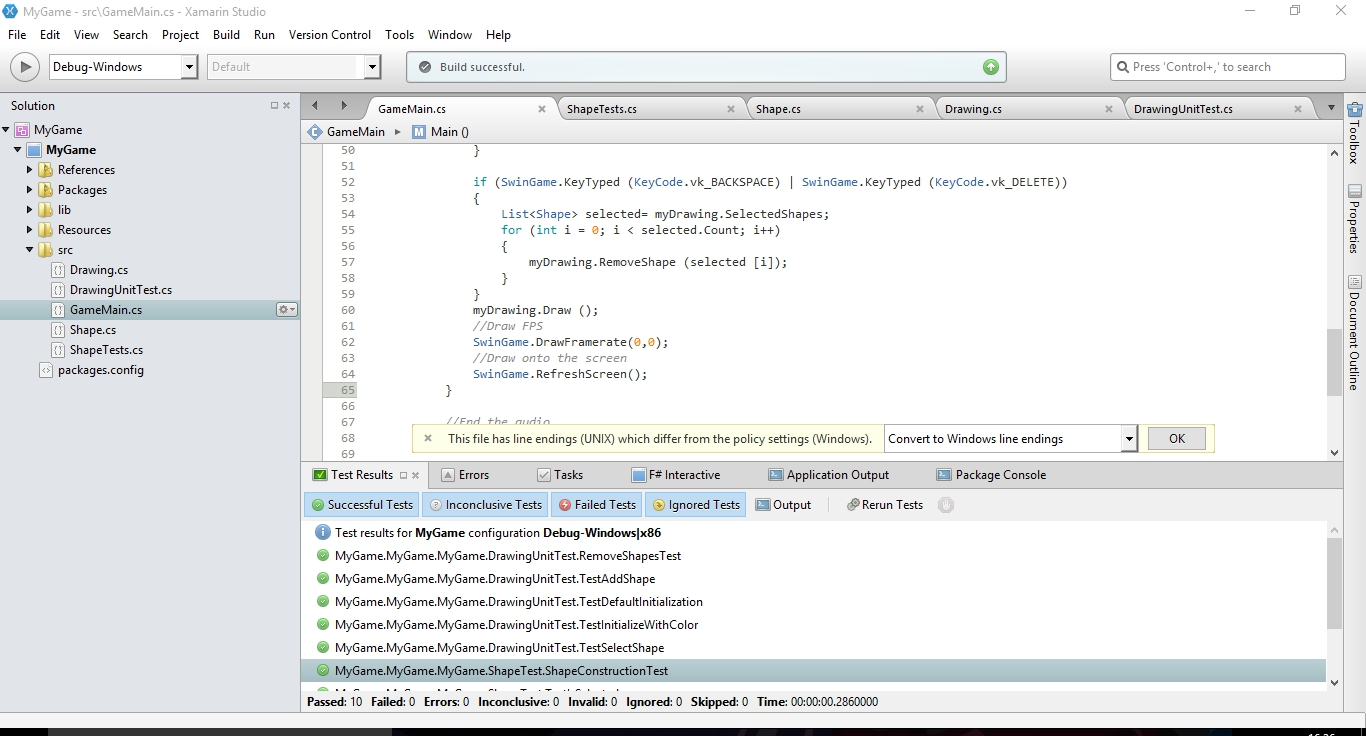 MyGame - src\GameMain.cs - Xamarin Studio
File Edit View Search Project Build Run Version Control Tools Window Help
Debug-Windows Default Build successful. Press 'Control+,' to search
Solution
MyGame
MyGame
References
Packages
lib
Resources
src
Drawing.cs
DrawingUnitTest.cs
GameMain.cs
Shape.cs
ShapeTests.cs
packages.config
GameMain.cs ShapeTests.cs Shape.cs Drawing.cs DrawingUnitTest.cs
GameMain M Main ()
50 }
51
52 if (SwinGame.KeyTyped (KeyCode.vk_BACKSPACE) | SwinGame.KeyTyped (KeyCode.vk_DELETE))
53 {
54 List<Shape> selected= myDrawing.SelectedShapes;
55 for (int i = 0; i < selected.Count; i++)
56 {
57 myDrawing.RemoveShape (selected [i]);
58 }
59 }
60 myDrawing.Draw ();
61 //Draw FPS
62 SwinGame.DrawFramerate(0,0);
63 //Draw onto the screen
64 SwinGame.RefreshScreen();
65 }
66
67 //End the audio
68
69
This file has line endings (UNIX) which differ from the policy settings (Windows). Convert to Windows line endings OK
Toolbox
Properties
Document Outline
Test Results Errors Tasks F# Interactive Application Output Package Console
Successful Tests Inconclusive Tests Failed Tests Ignored Tests Output Rerun Tests
Test results for MyGame configuration Debug-Windows|x86
MyGame.MyGame.MyGame.DrawingUnitTest.RemoveShapesTest
MyGame.MyGame.MyGame.DrawingUnitTest.TestAddShape
MyGame.MyGame.MyGame.DrawingUnitTest.TestDefaultInitialization
MyGame.MyGame.MyGame.DrawingUnitTest.TestInitializeWithColor
MyGame.MyGame.MyGame.DrawingUnitTest.TestSelectShape
MyGame.MyGame.MyGame.ShapeTest.ShapeConstructionTest
Passed: 10 Failed: 0 Errors: 0 Inconclusive: 0 Invalid: 0 Ignored: 0 Skipped: 0 Time: 00:00:00.2860000